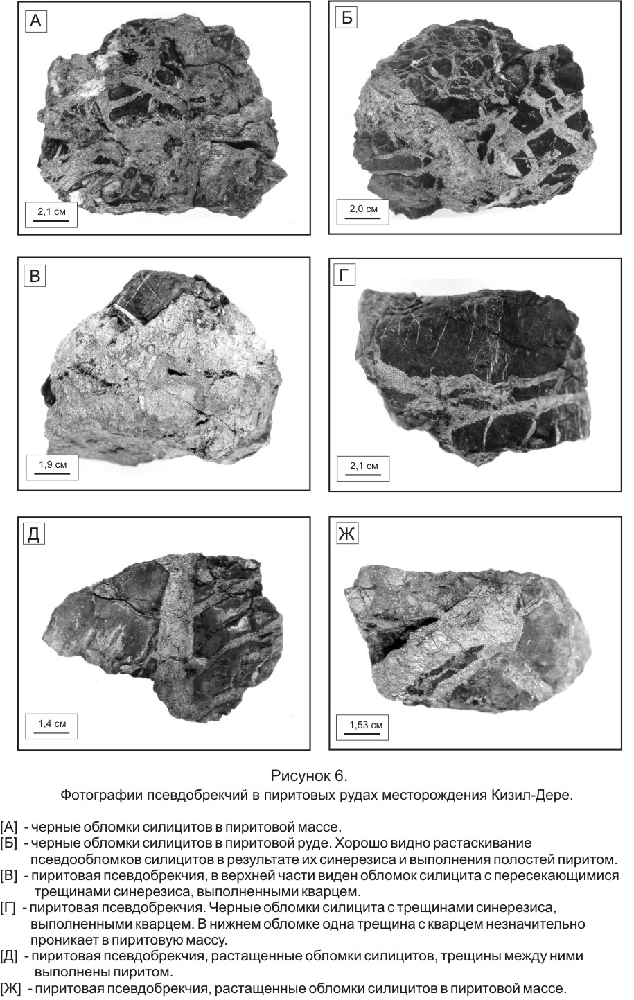 А
Б
2,1 см
2,0 см
В
Г
1,9 см
2,1 см
Д
Ж
1,4 см
1,53 см
Рисунок 6.
Фотографии псевдобрекчий в пиритовых рудах месторождения Кизил-Дере.
[А] - черные обломки силицитов в пиритовой массе.
[Б] - черные обломки силицитов в пиритовой руде. Хорошо видно растаскивание
псевдообломков силицитов в результате их синерезиса и выполнения полостей пиритом.
[В] - пиритовая псевдобрекчия, в верхней части виден обломок силицита с пересекающимися
трещинами синерезиса, выполненными кварцем.
[Г] - пиритовая псевдобрекчия. Черные обломки силицита с трещинами синерезиса,
выполненными кварцем. В нижнем обломке одна трещина с кварцем незначительно
проникает в пиритовую массу.
[Д] - пиритовая псевдобрекчия, растащенные обломки силицитов, трещины между ними
выполнены пиритом.
[Ж] - пиритовая псевдобрекчия, растащенные обломки силицитов в пиритовой массе.